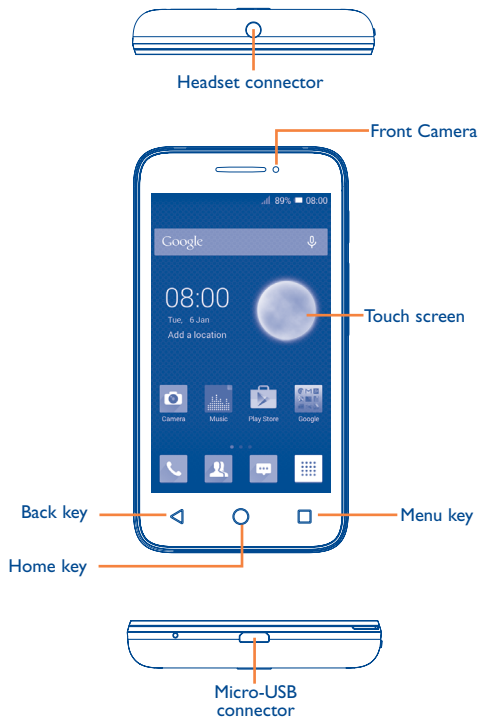 Headset connector
Front Camera
89% 08:00
Google
08:00
Tue, 6 Jan
Add a location
Touch screen
Camera Music Play Store Google
Back key
Menu key
Home key
Micro-USB
connector